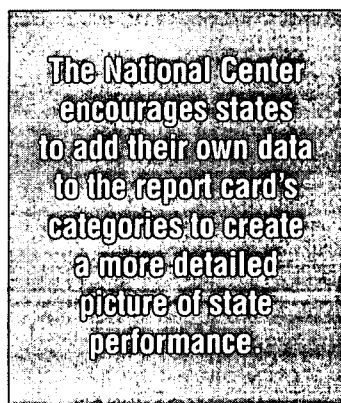 The National Center
encourages states
to add their own data
to the report card's
categories to create
a more detailed
picture of state
performance.